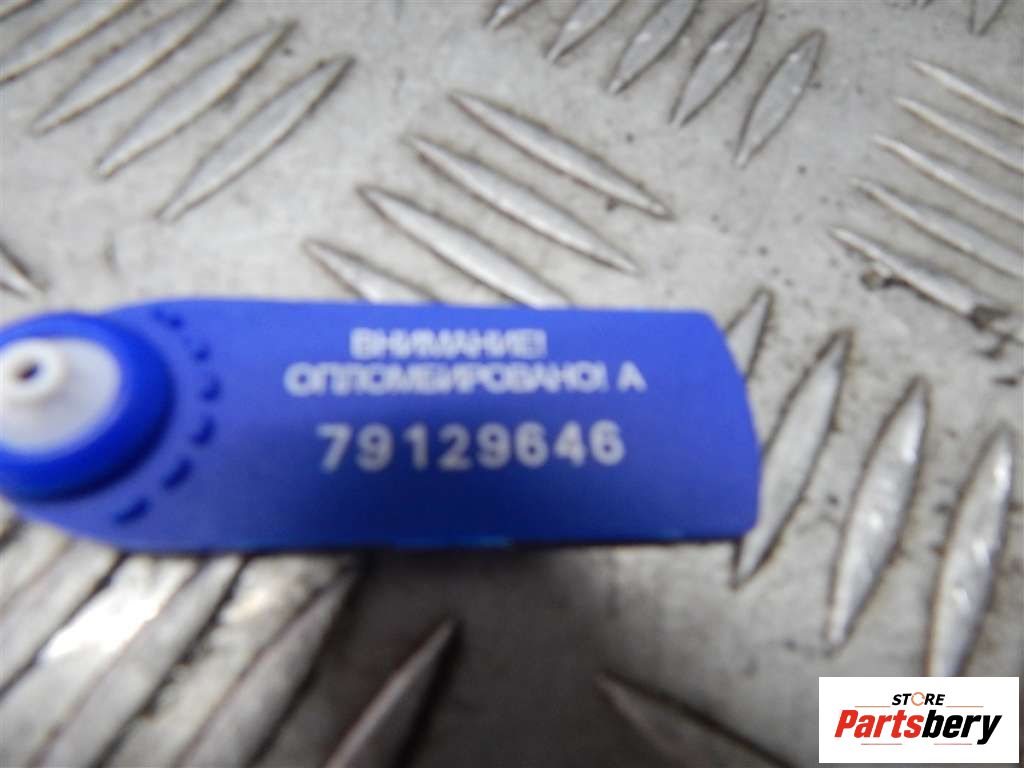 ВНИМАНИЕ!
ОПЛОМБИРОВАНО! А
79129646
STORE
Partsbery